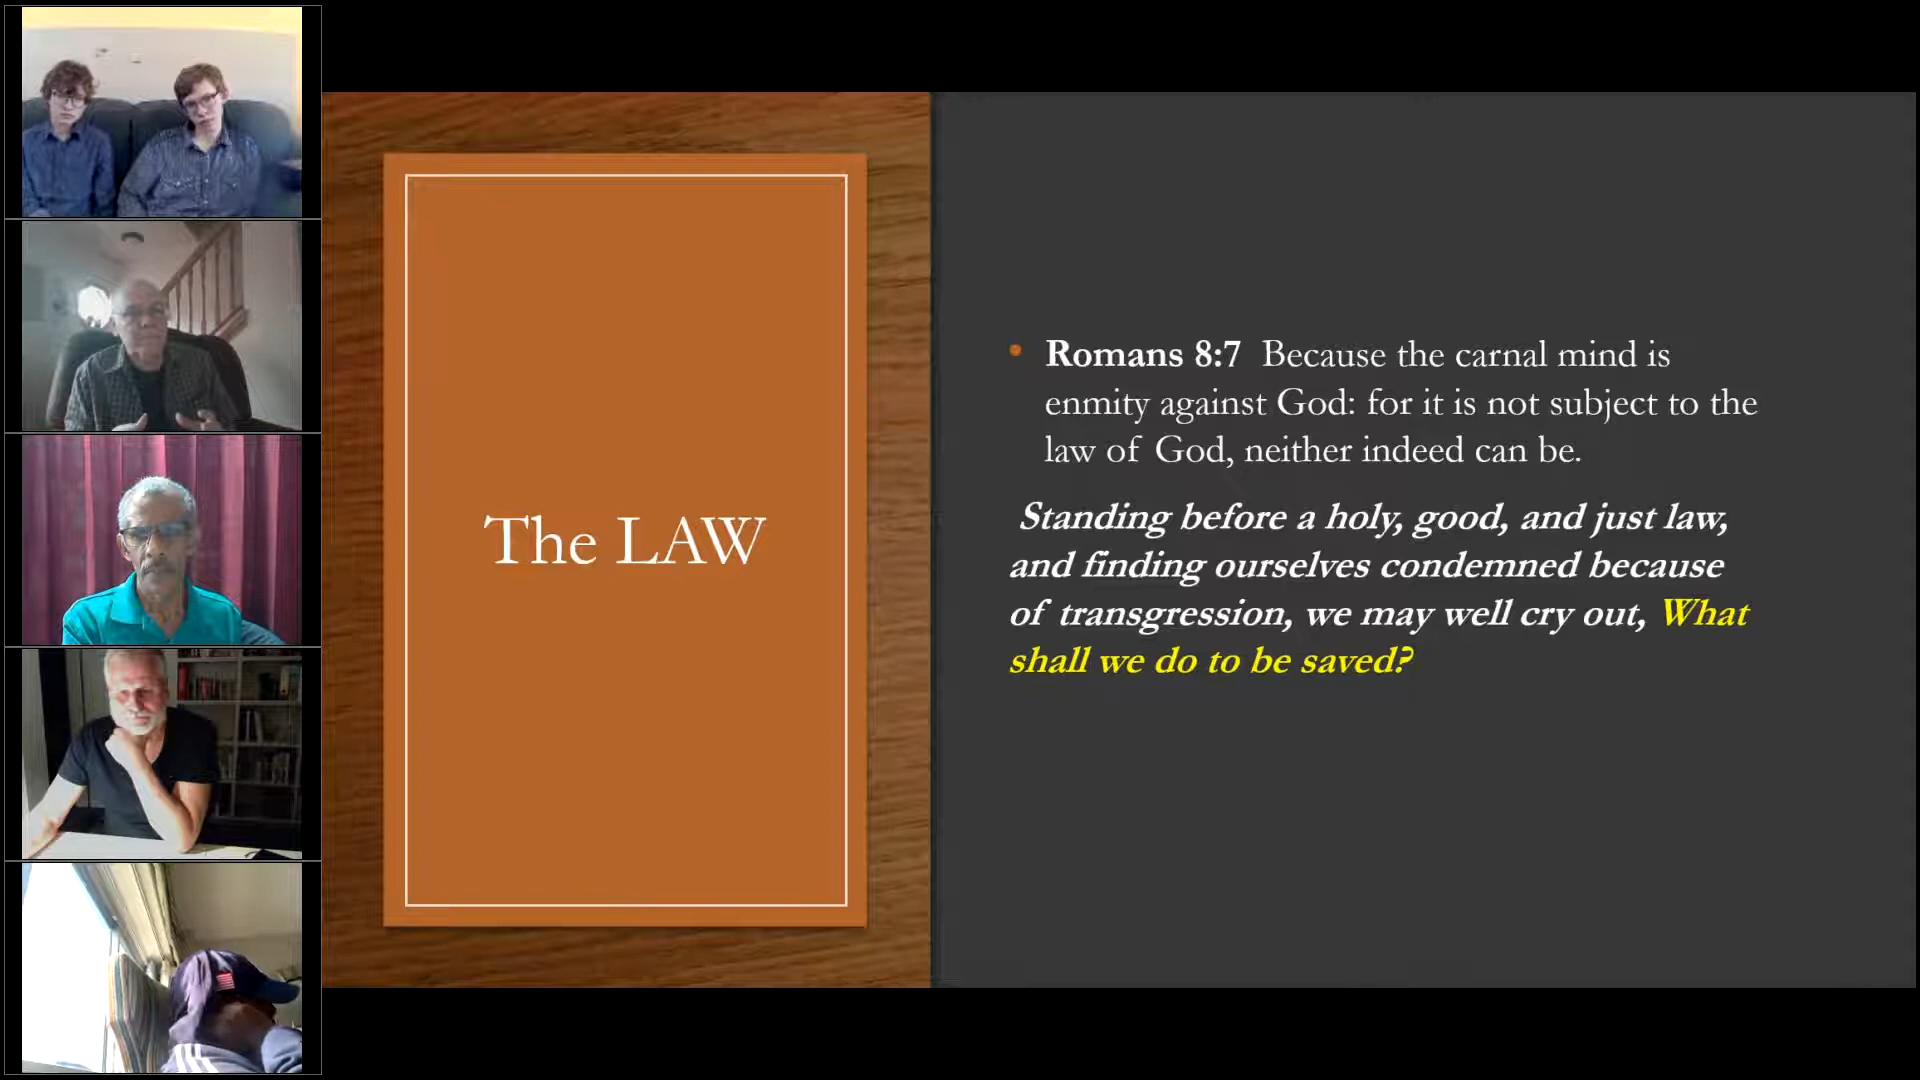 The LAW
• Romans 8:7 Because the carnal mind is
enmity against God: for it is not subject to the
law of God, neither indeed can be.
Standing before a holy, good, and just law,
and finding ourselves condemned because
of transgression, we may well cry out, What
shall we do to be saved?